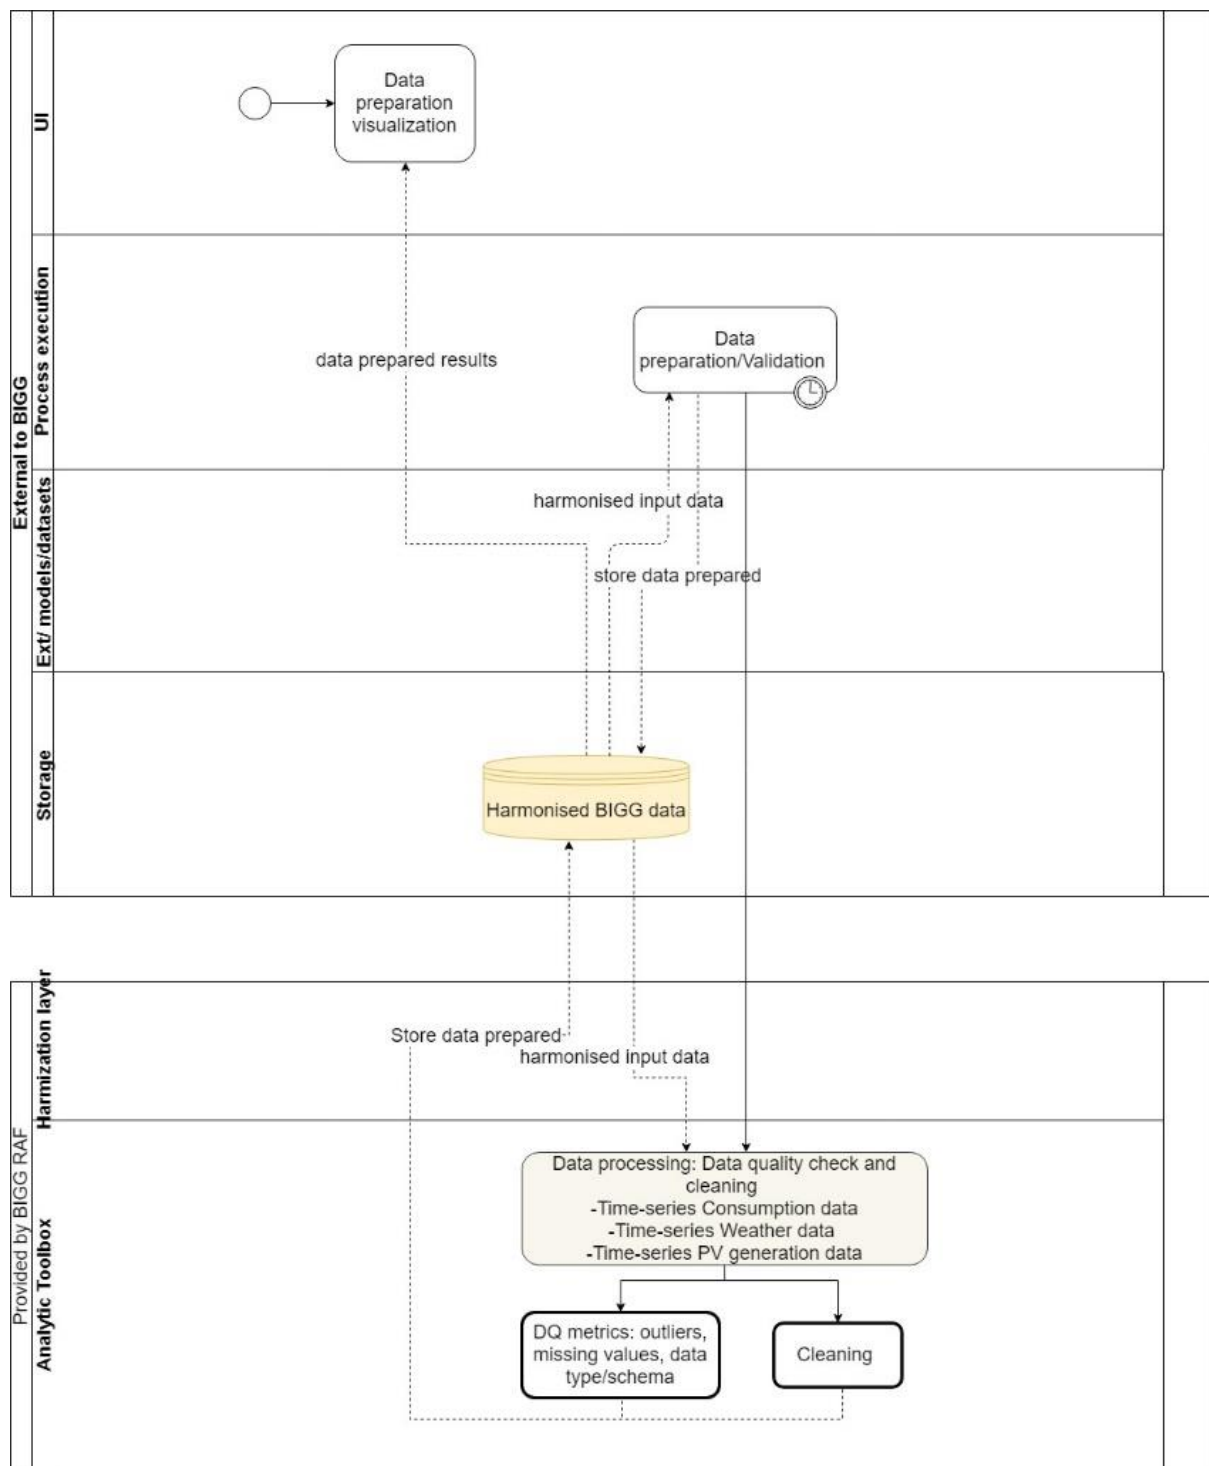 External to BIGG
UI
Data
preparation
visualization
Process execution
data prepared results
Data
preparation/Validation
Ext/ models/datasets
harmonised input data
store data prepared
Storage
Harmonised BIGG data
Provided by BIGG RAF
Harmization layer
Store data prepared
harmonised input data
Analytic Toolbox
Data processing: Data quality check and
cleaning
-Time-series Consumption data
-Time-series Weather data
-Time-series PV generation data
DQ metrics: outliers,
missing values, data
type/schema
Cleaning